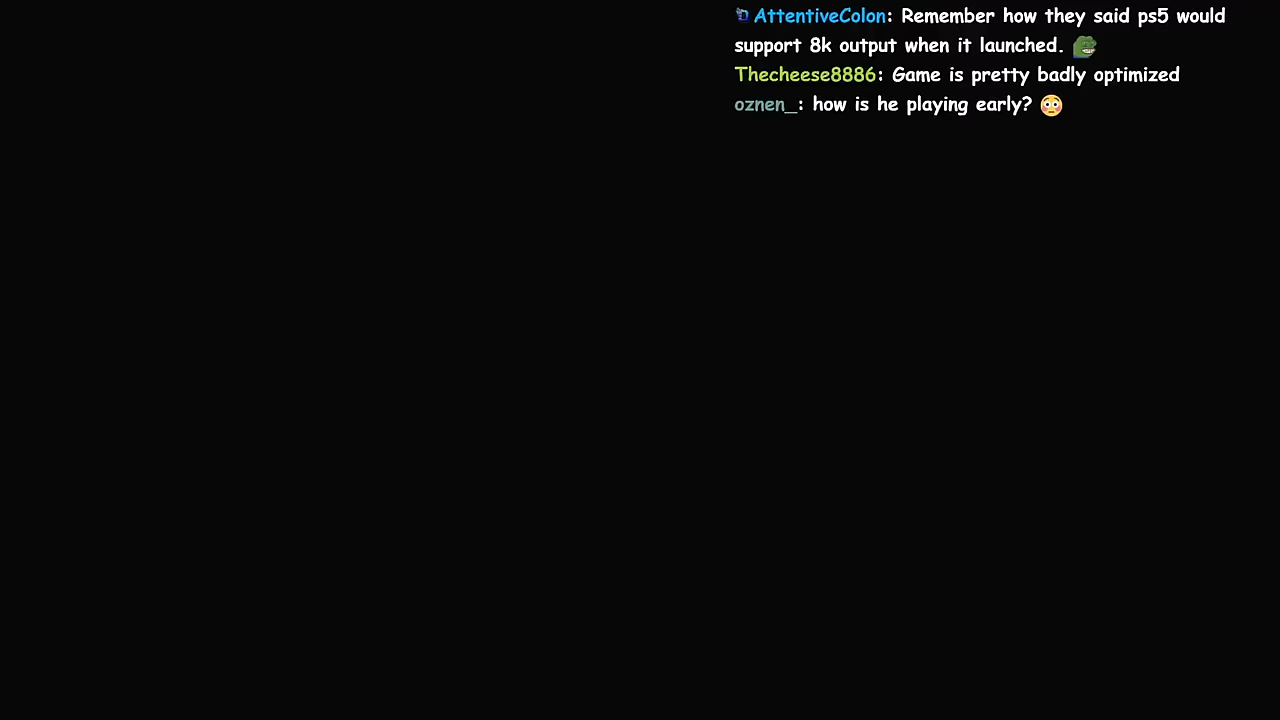 AttentiveColon: Remember how they said ps5 would
support 8k output when it launched.
Thecheese8886: Game is pretty badly optimized
oznen_: how is he playing early? 😳